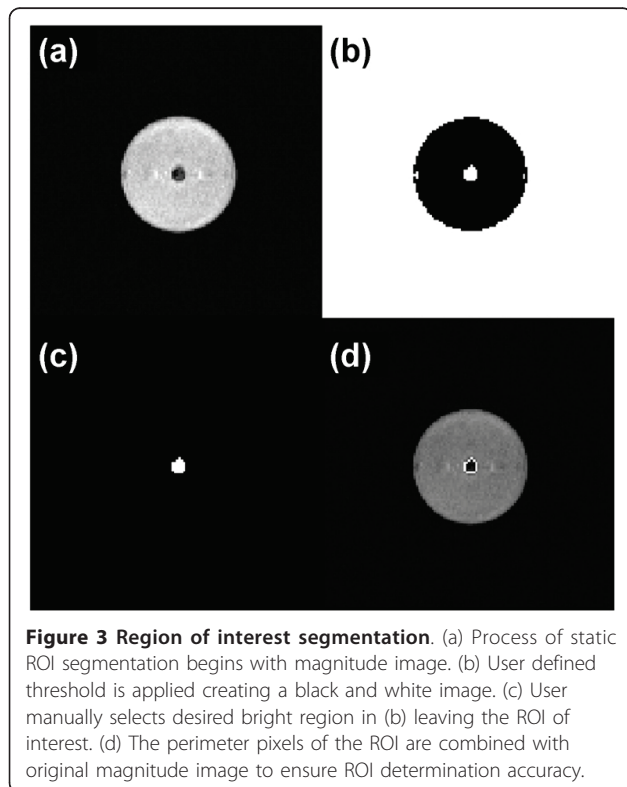 (a)
(b)
(c)
(d)
Figure 3 Region of interest segmentation. (a) Process of static
ROI segmentation begins with magnitude image. (b) User defined
threshold is applied creating a black and white image. (c) User
manually selects desired bright region in (b) leaving the ROI of
interest. (d) The perimeter pixels of the ROI are combined with
original magnitude image to ensure ROI determination accuracy.